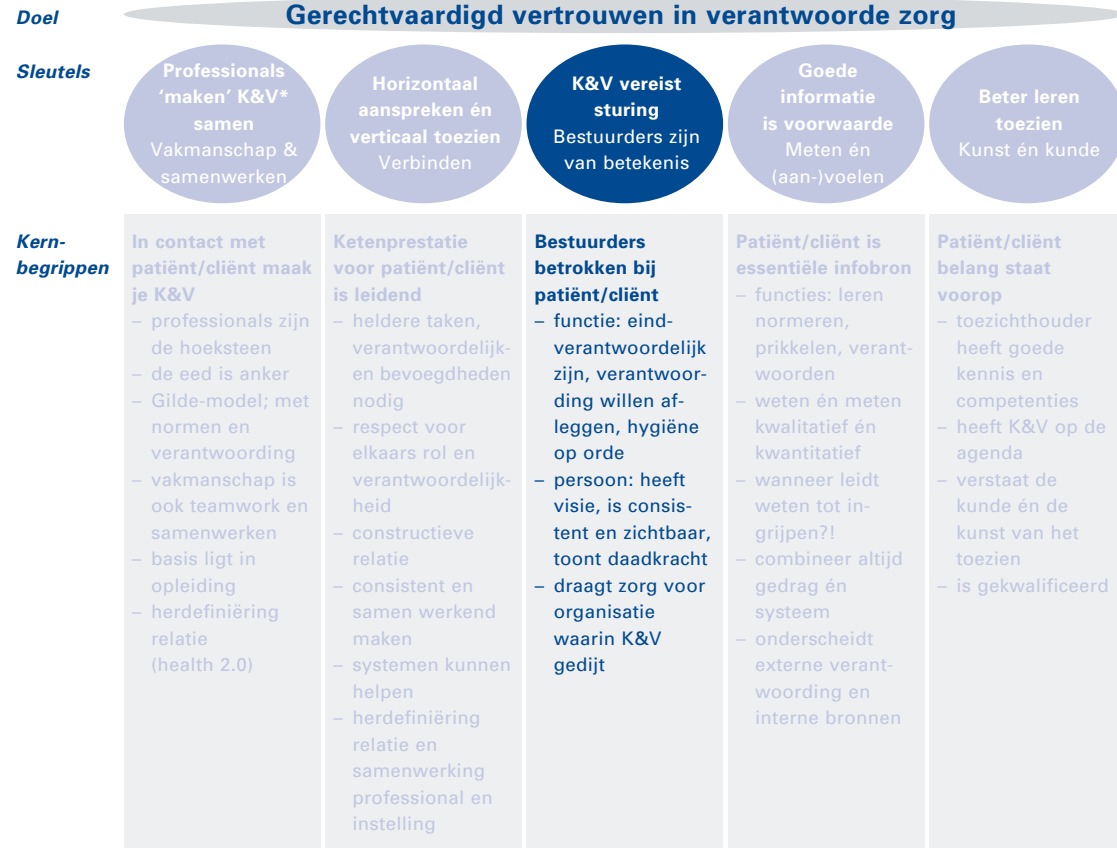 Doel
Gerechtvaardigd vertrouwen in verantwoorde zorg
Sleutels
Professionals
‘maken’ K&V*
samen
Vakmanschap &
samenwerken
Horizontaal
aanspreken én
verticaal toezien
Verbinden
K&V vereist
sturing
Bestuurders zijn
van betekenis
Goede
informatie
is voorwaarde
Meten én
(aan-)voelen
Beter leren
toezien
Kunst én kunde
Kern-
begrippen
In contact met
patiënt/cliënt maak
je K&V
– professionals zijn
de hoeksteen
– de eed is anker
– Gilde-model; met
normen en
verantwoording
– vakmanschap is
ook teamwork en
samenwerken
– basis ligt in
opleiding
– herdefiniëring
relatie
(health 2.0)
Ketenprestatie
voor patiënt/cliënt
is leidend
– heldere taken,
verantwoordelijk-
en bevoegdheden
nodig
– respect voor
elkaars rol en
verantwoordelijk-
heid
– constructieve
relatie
– consistent en
samen werkend
maken
– systemen kunnen
helpen
– herdefiniëring
relatie en
samenwerking
professional en
instelling
Bestuurders
betrokken bij
patiënt/cliënt
– functie: eind-
verantwoordelijk
zijn, verantwoor-
ding willen af-
leggen, hygiëne
op orde
– persoon: heeft
visie, is consis-
tent en zichtbaar,
toont daadkracht
– draagt zorg voor
organisatie
waarin K&V
gedijt
Patiënt/cliënt is
essentiële infobron
– functies: leren
normeren,
prikkelen, verant-
woorden
– weten én meten
kwalitatief én
kwantitatief
– wanneer leidt
weten tot in-
grijpen?!
– combineer altijd
gedrag én
systeem
– onderscheidt
externe verant-
woording en
interne bronnen
Patiënt/cliënt
belang staat
voorop
– toezichthouder
heeft goede
kennis en
competenties
– heeft K&V op de
agenda
– verstaat de
kunde én de
kunst van het
toezien
– is gekwalificeerd